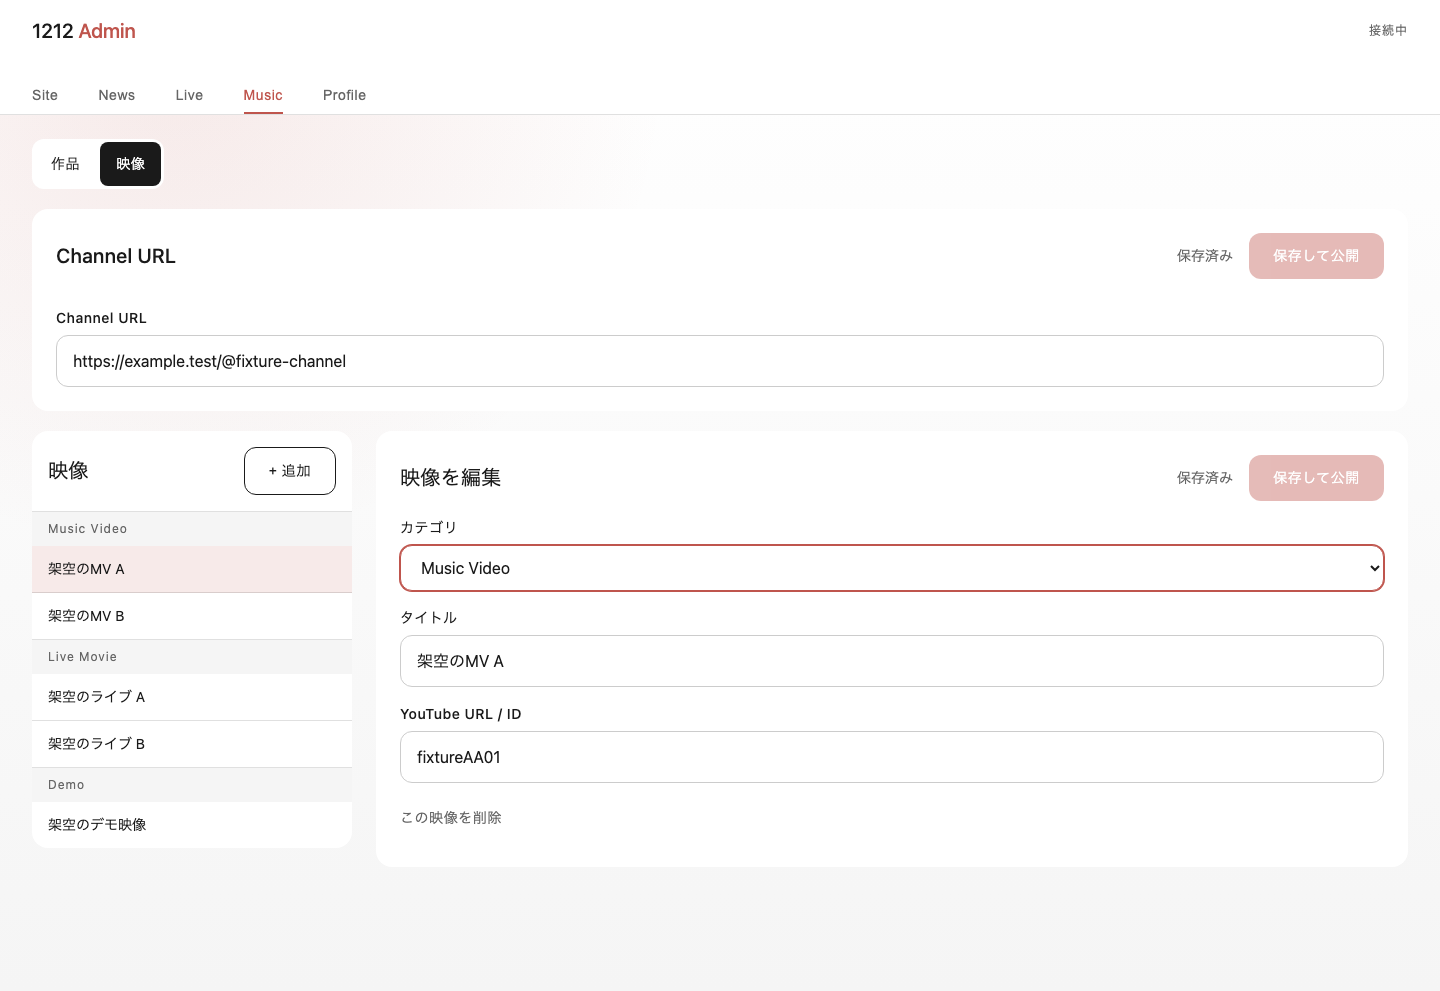 1212 Admin
接続中
Site News Live Music Profile
作品 映像
Channel URL
保存済み 保存して公開
Channel URL
https://example.test/@fixture-channel
映像
+ 追加
Music Video
架空のMV A
架空のMV B
Live Movie
架空のライブ A
架空のライブ B
Demo
架空のデモ映像
映像を編集
保存済み 保存して公開
カテゴリ
Music Video
タイトル
架空のMV A
YouTube URL / ID
fixtureAA01
この映像を削除